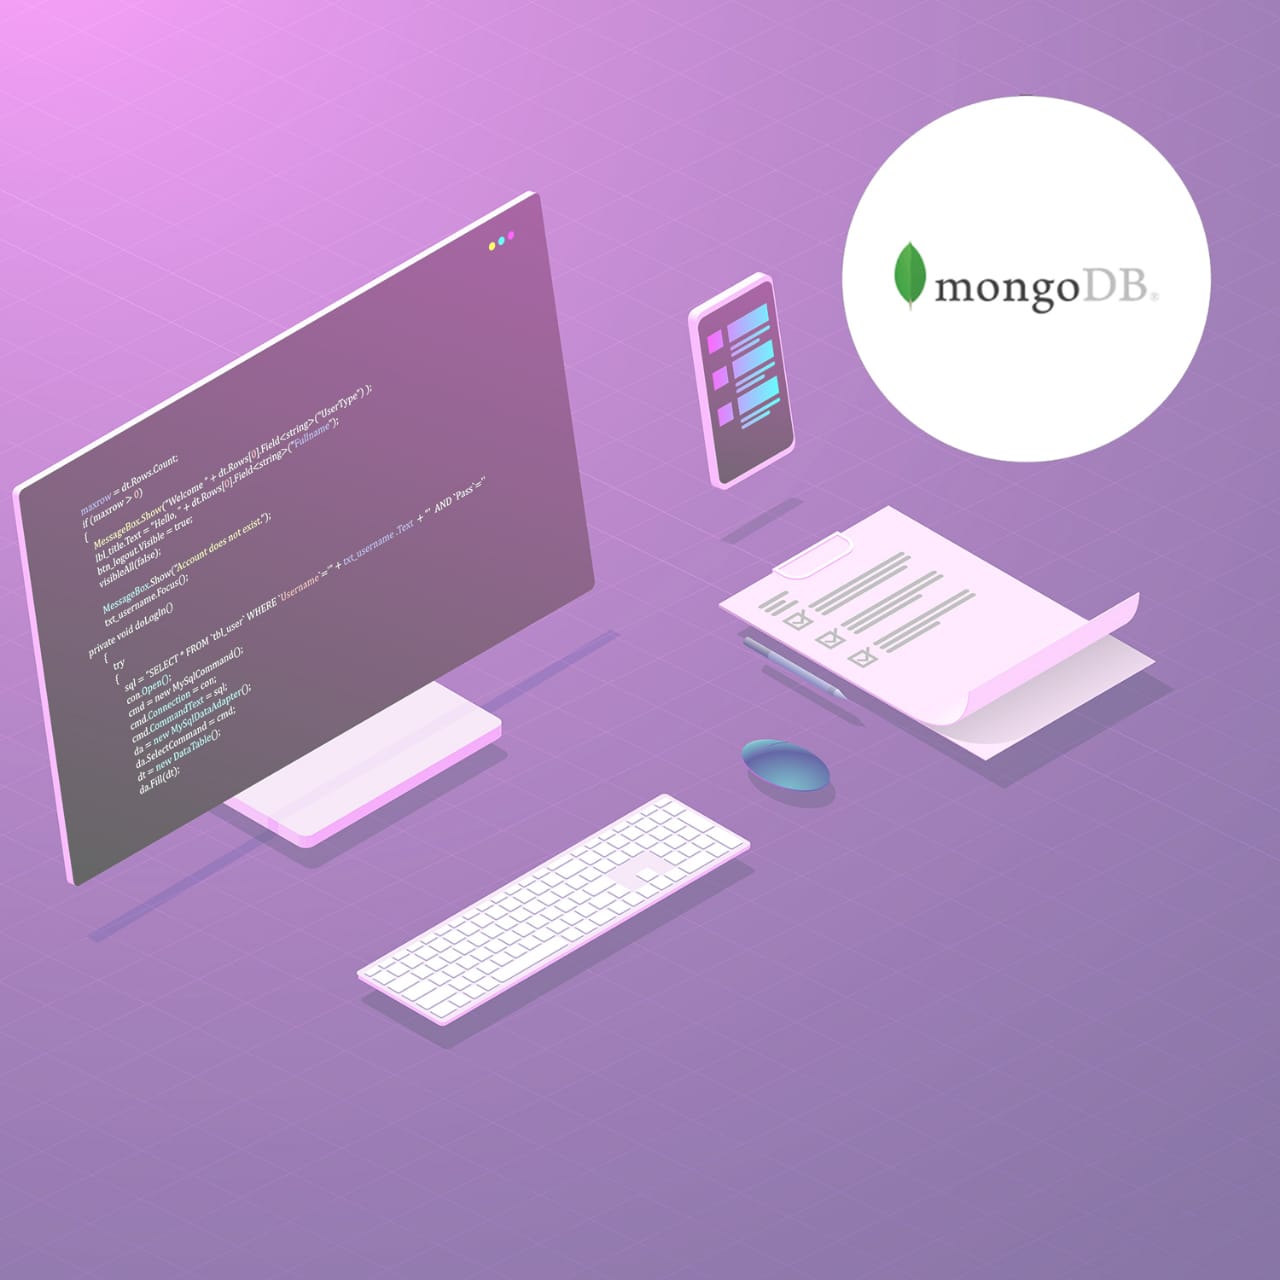 maxrow = dt.Rows.Count;
if (maxrow > 0)
{
MessageBox.Show("Welcome " + dt.Rows[0].Field<string>("UserType") );
lbl_title.Text = "Hello, " + dt.Rows[0].Field<string>("Fullname");
btn_logout.Visible = true;
visibleAll(false);
MessageBox.Show("Account does not exist.");
txt_username.Focus();
private void doLogIn()
{
try
{
sql = "SELECT * FROM `tbl_user` WHERE `Username`='" + txt_username .Text + "' AND `Pass`='"
con.Open();
cmd = new MySqlCommand();
cmd.Connection = con;
cmd.CommandText = sql;
da = new MySqlDataAdapter();
da.SelectCommand = cmd;
dt = new DataTable();
da.Fill(dt);
mongoDB®